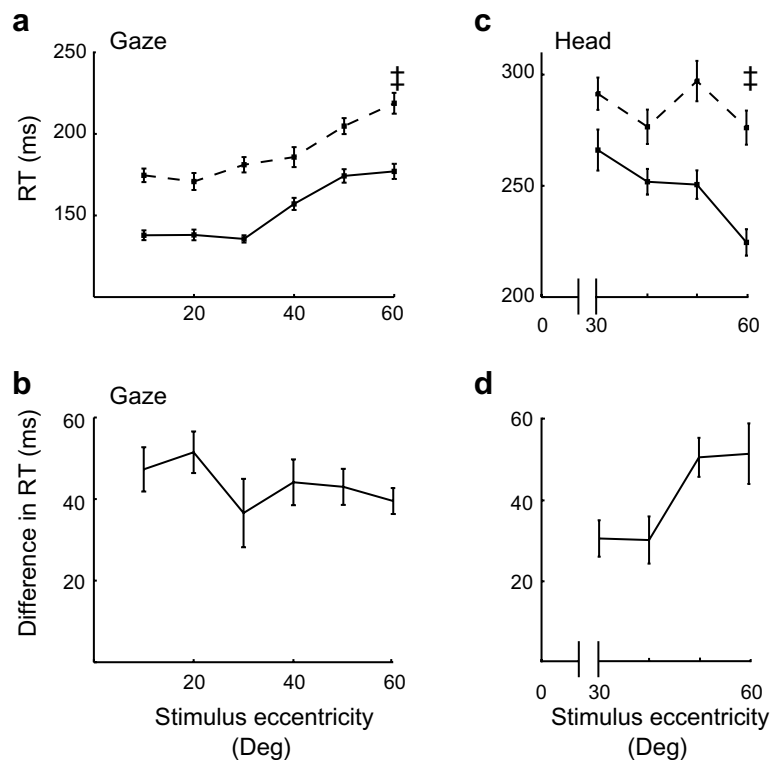 a
Gaze
250
‡
200
150
RT (ms)
20
40
60
c
Head
300
‡
250
200
0
30
60
b
Gaze
60
40
20
Difference in RT (ms)
20
40
60
Stimulus eccentricity
(Deg)
d
60
40
20
0
30
60
Stimulus eccentricity
(Deg)